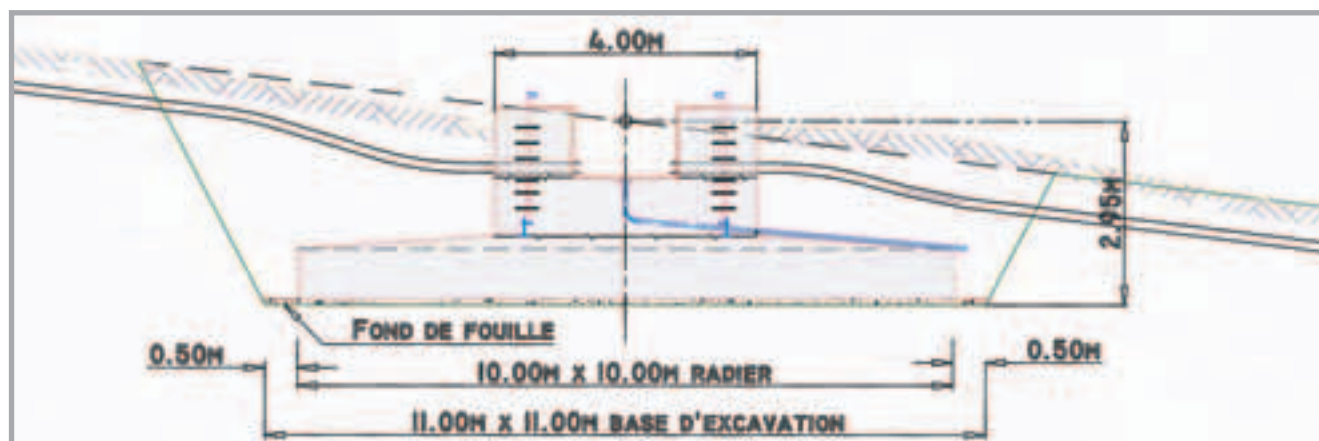 4.00M
2.95M
FOND DE FOUILLE
0.50M
0.50M
10.00M X 10.00M RADIER
11.00M X 11.00M BASE D'EXCAVATION